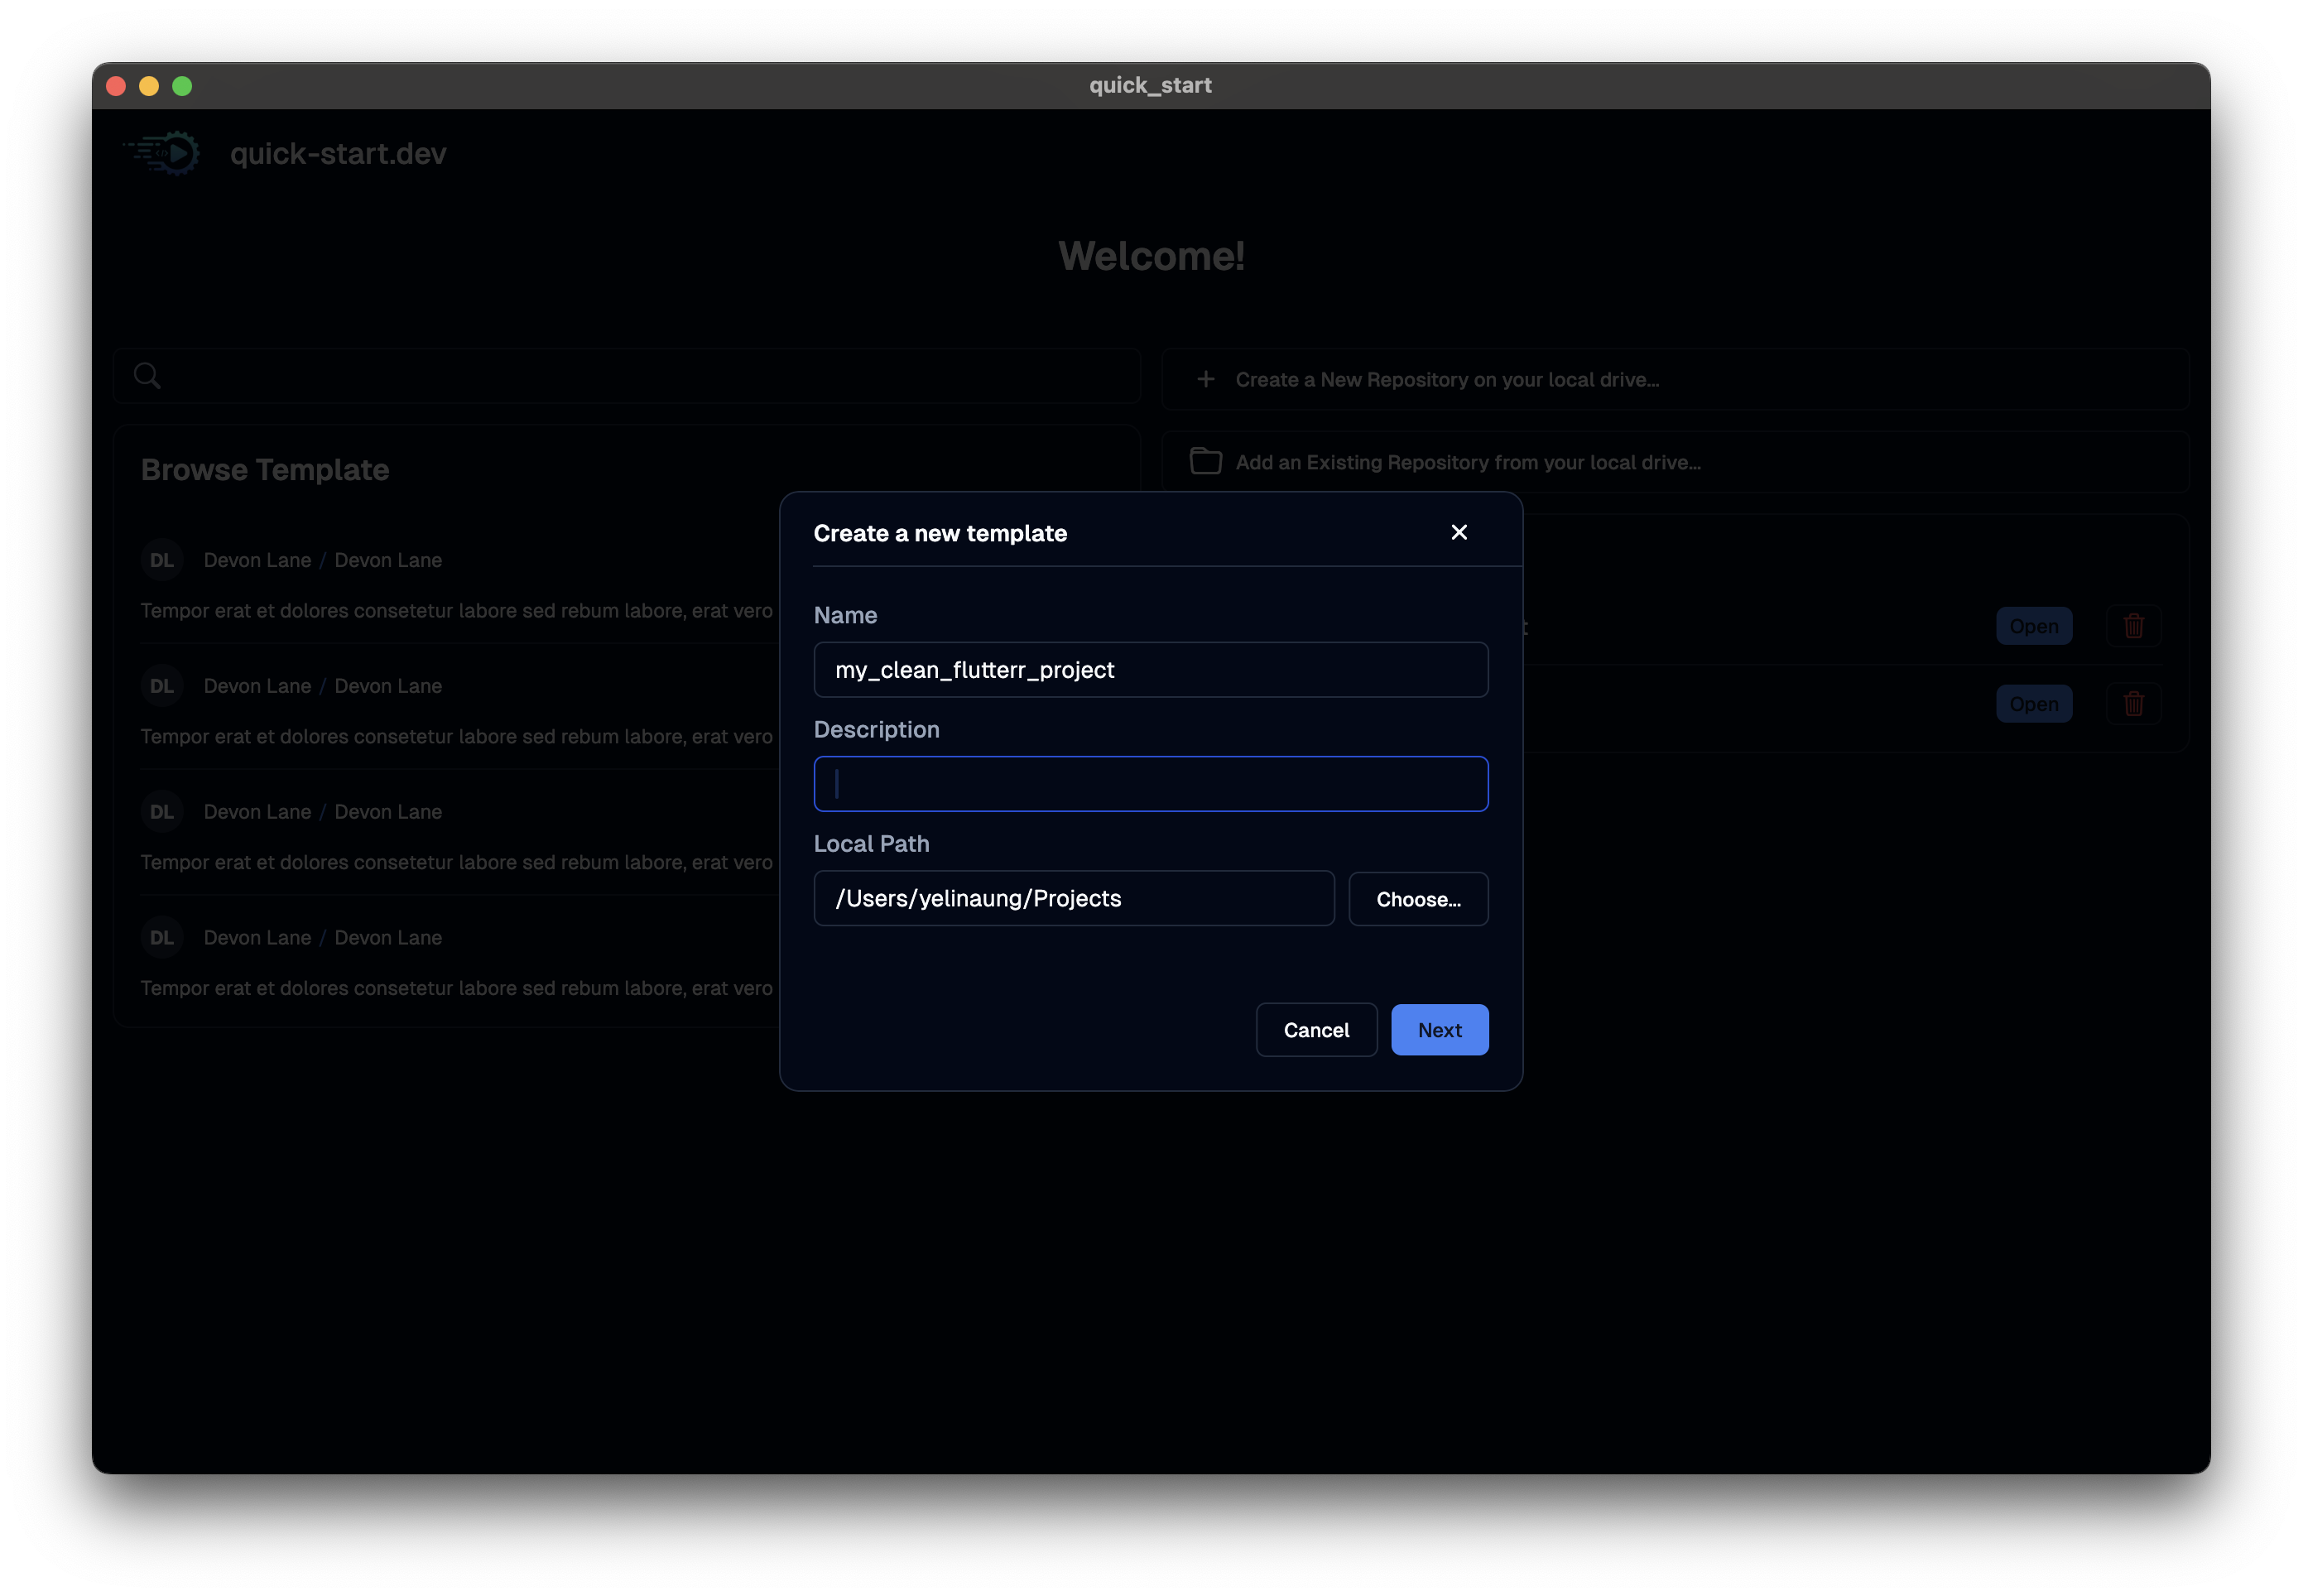 quick_start
quick-start.dev
Welcome!
Create a New Repository on your local drive...
Add an Existing Repository from your local drive...
Browse Template
DL Devon Lane / Devon Lane
Tempor erat et dolores consetetur labore sed rebum labore, erat vero
DL Devon Lane / Devon Lane
Tempor erat et dolores consetetur labore sed rebum labore, erat vero
DL Devon Lane / Devon Lane
Tempor erat et dolores consetetur labore sed rebum labore, erat vero
DL Devon Lane / Devon Lane
Tempor erat et dolores consetetur labore sed rebum labore, erat vero
Create a new template
Name
my_clean_flutterr_project
Description
Local Path
/Users/yelinaung/Projects
Choose...
Cancel
Next
Open
Open